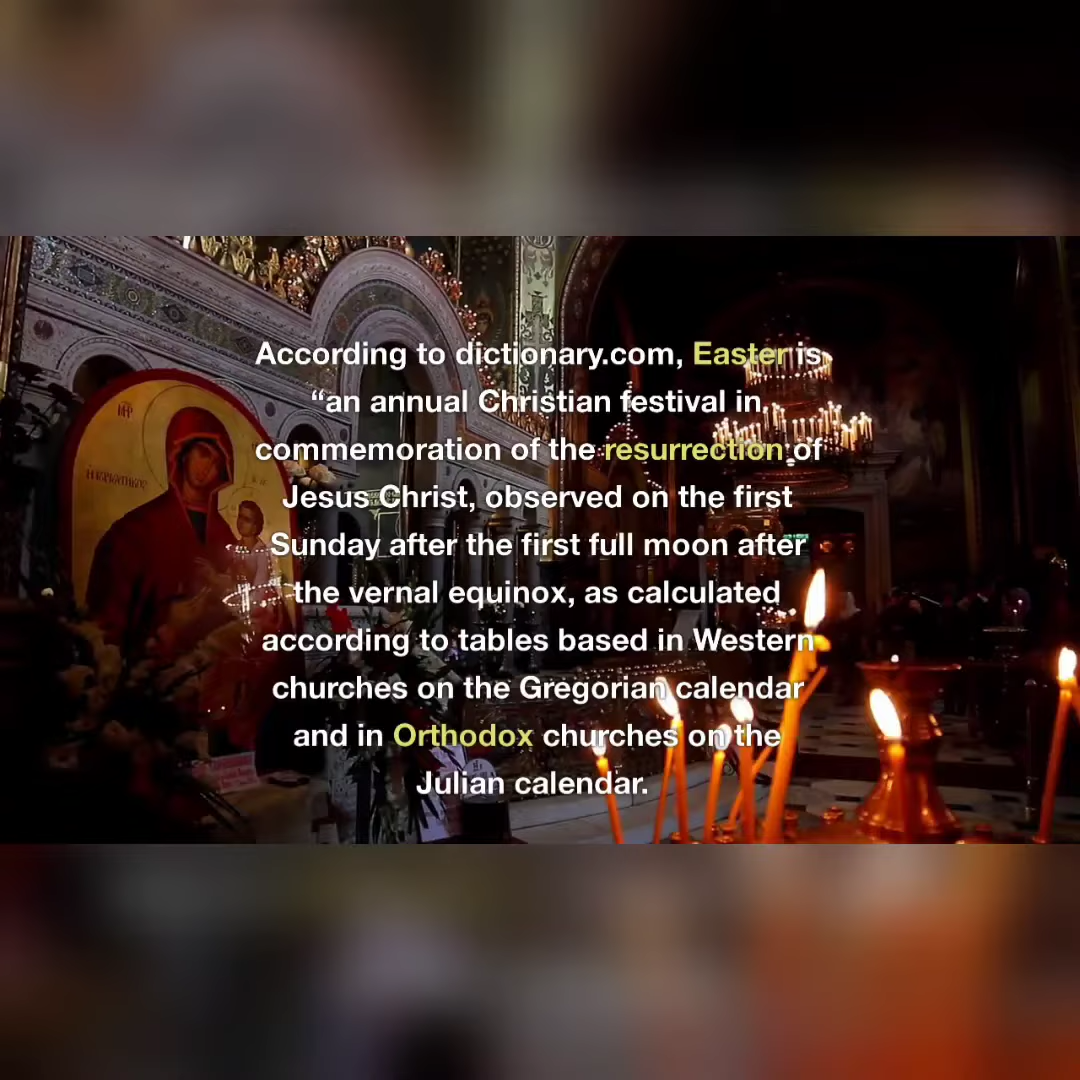 According to dictionary.com, Easter is
“an annual Christian festival in
commemoration of the resurrection of
Jesus Christ, observed on the first
Sunday after the first full moon after
the vernal equinox, as calculated
according to tables based in Western
churches on the Gregorian calendar
and in Orthodox churches on the
Julian calendar.